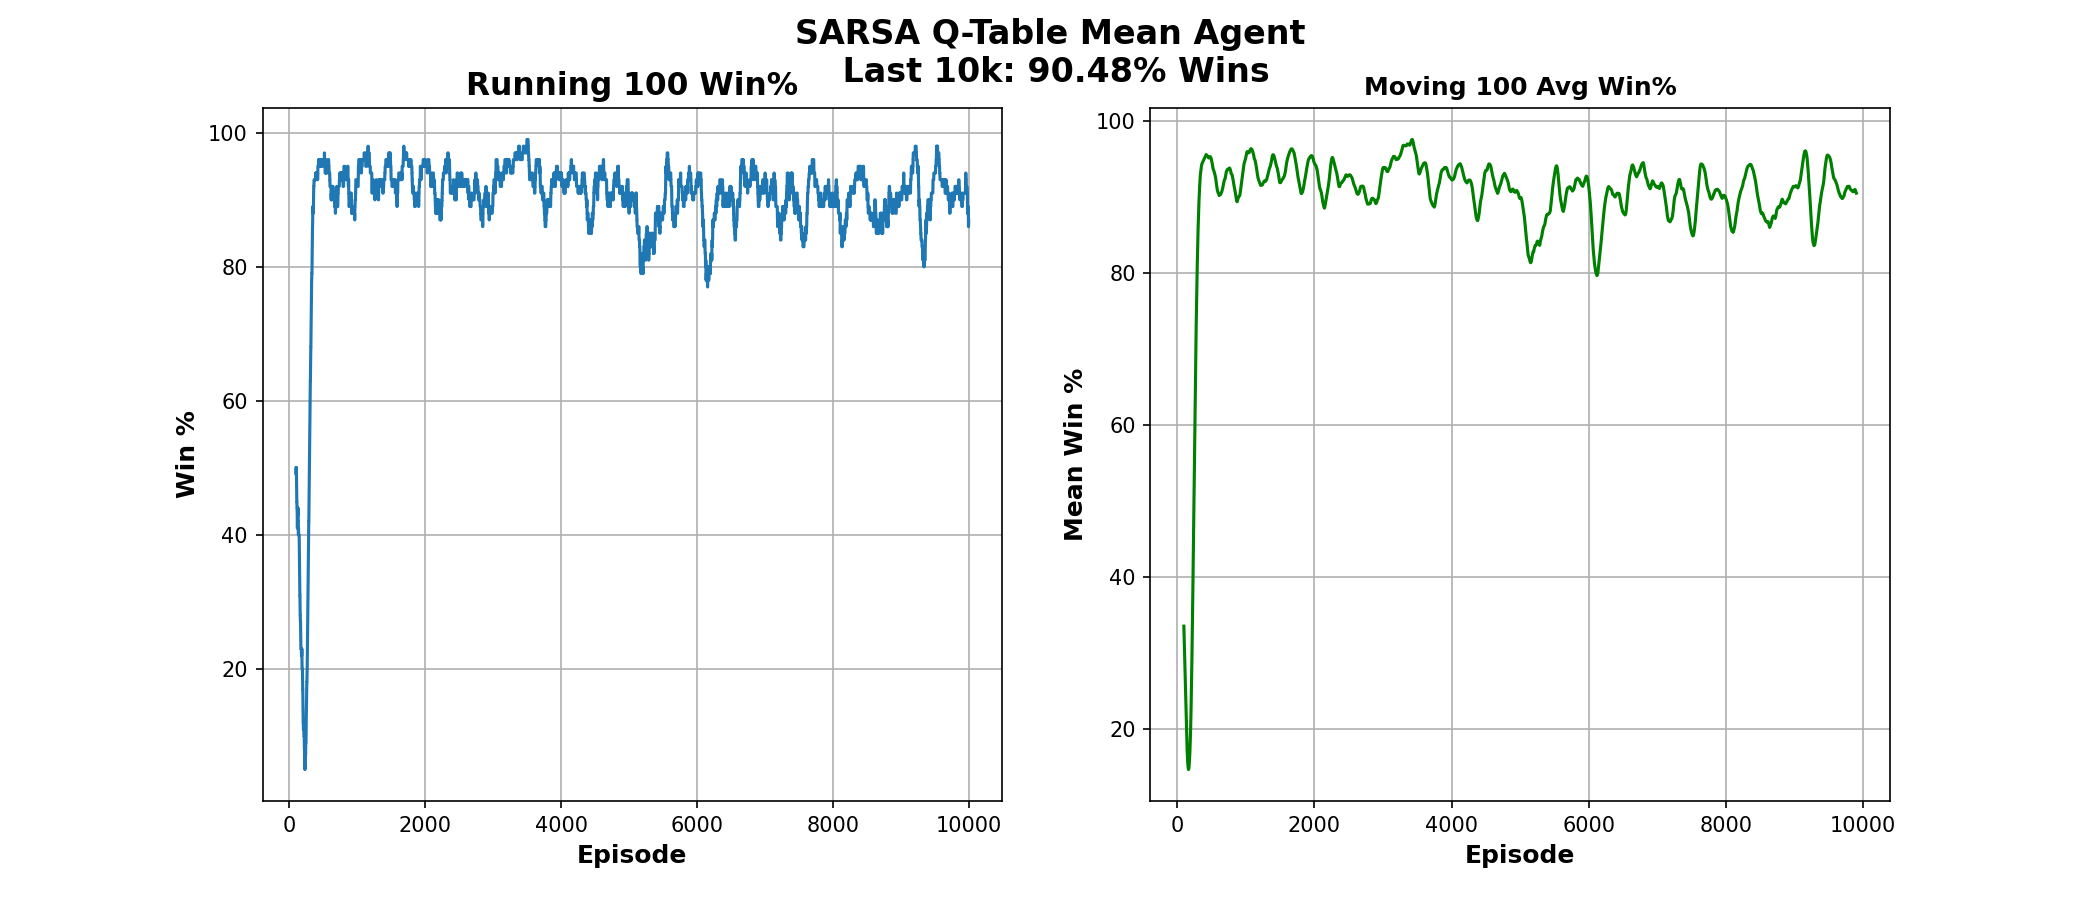 SARSA Q-Table Mean Agent
Last 10k: 90.48% Wins
Running 100 Win%
100
80
60
40
20
Win %
0 2000 4000 6000 8000 10000
Episode
Moving 100 Avg Win%
100
80
60
40
20
Mean Win %
0 2000 4000 6000 8000 10000
Episode